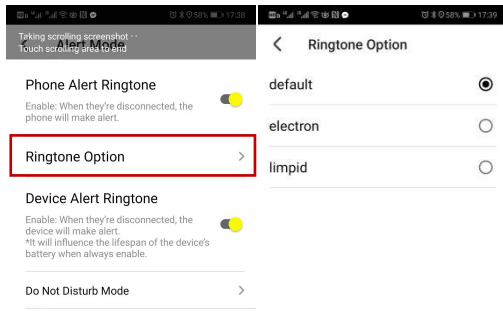 58% 17:38
Taking scrolling screenshot ··
Touch scrolling area to end
Alert Mode
Phone Alert Ringtone
Enable: When they're disconnected, the
phone will make alert.
Ringtone Option
Device Alert Ringtone
Enable: When they're disconnected, the
device will make alert.
*It will influence the lifespan of the device's
battery when always enable.
Do Not Disturb Mode
58% 17:39
Ringtone Option
default
electron
limpid